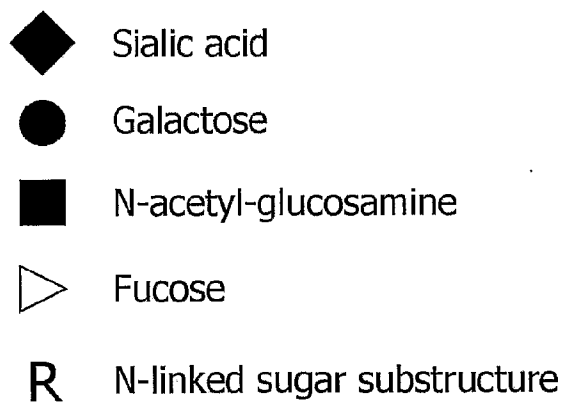 Sialic acid
Galactose
N-acetyl-glucosamine
Fucose
R N-linked sugar substructure